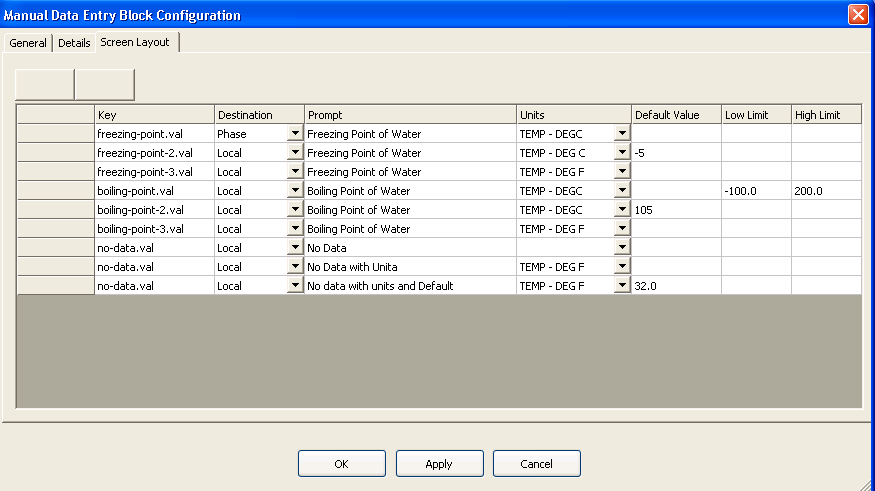 Manual Data Entry Block Configuration
General Details Screen Layout
Key Destination Prompt Units Default Value Low Limit High Limit
freezing-point.val Phase Freezing Point of Water TEMP - DEGC
freezing-point-2.val Local Freezing Point of Water TEMP - DEG C -5
freezing-point-3.val Local Freezing Point of Water TEMP - DEG F
boiling-point.val Local Boiling Point of Water TEMP - DEGC -100.0 200.0
boiling-point-2.val Local Boiling Point of Water TEMP - DEGC 105
boiling-point-3.val Local Boiling Point of Water TEMP - DEG F
no-data.val Local No Data
no-data.val Local No Data with Unita TEMP - DEG F
no-data.val Local No data with units and Default TEMP - DEG F 32.0
OK Apply Cancel